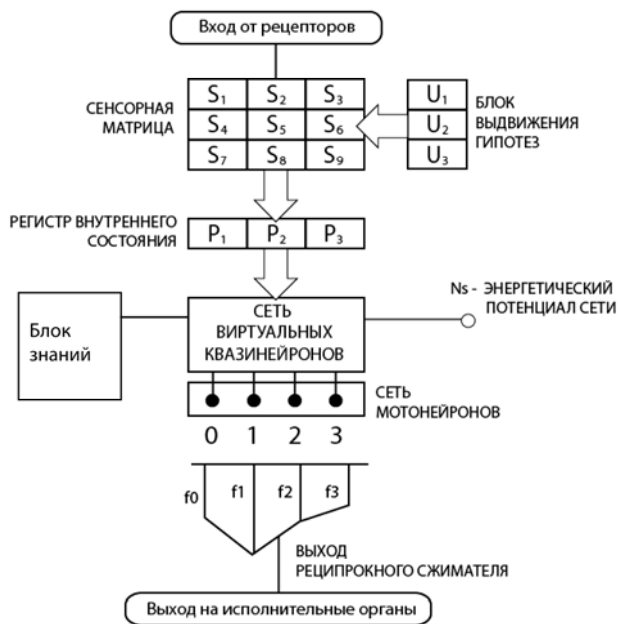 Вход от рецепторов
S₁ S₂ S₃
S₄ S₅ S₆
S₇ S₈ S₉
СЕНСОРНАЯ
МАТРИЦА
U₁
U₂
U₃
БЛОК
ВЫДВИЖЕНИЯ
ГИПОТЕЗ
РЕГИСТР ВНУТРЕННЕГО
СОСТОЯНИЯ
P₁ P₂ P₃
Блок
знаний
СЕТЬ
ВИРТУАЛЬНЫХ
КВАЗИНЕЙРОНОВ
Ns - ЭНЕРГЕТИЧЕСКИЙ
ПОТЕНЦИАЛ СЕТИ
СЕТЬ
МОТОНЕЙРОНОВ
0 1 2 3
f0 f1 f2 f3
ВЫХОД
РЕЦИПРОКНОГО СЖИМАТЕЛЯ
Выход на исполнительные органы